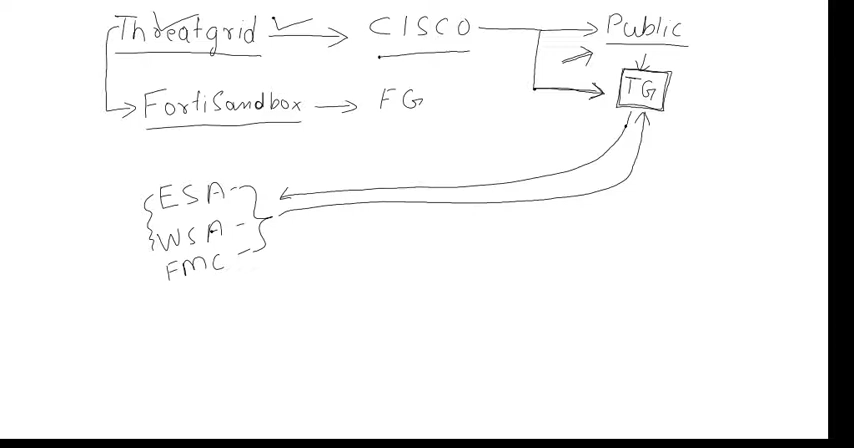 Threatgrid CISCO Public
FortiSandbox FG TG
ESA
WSA
FMC